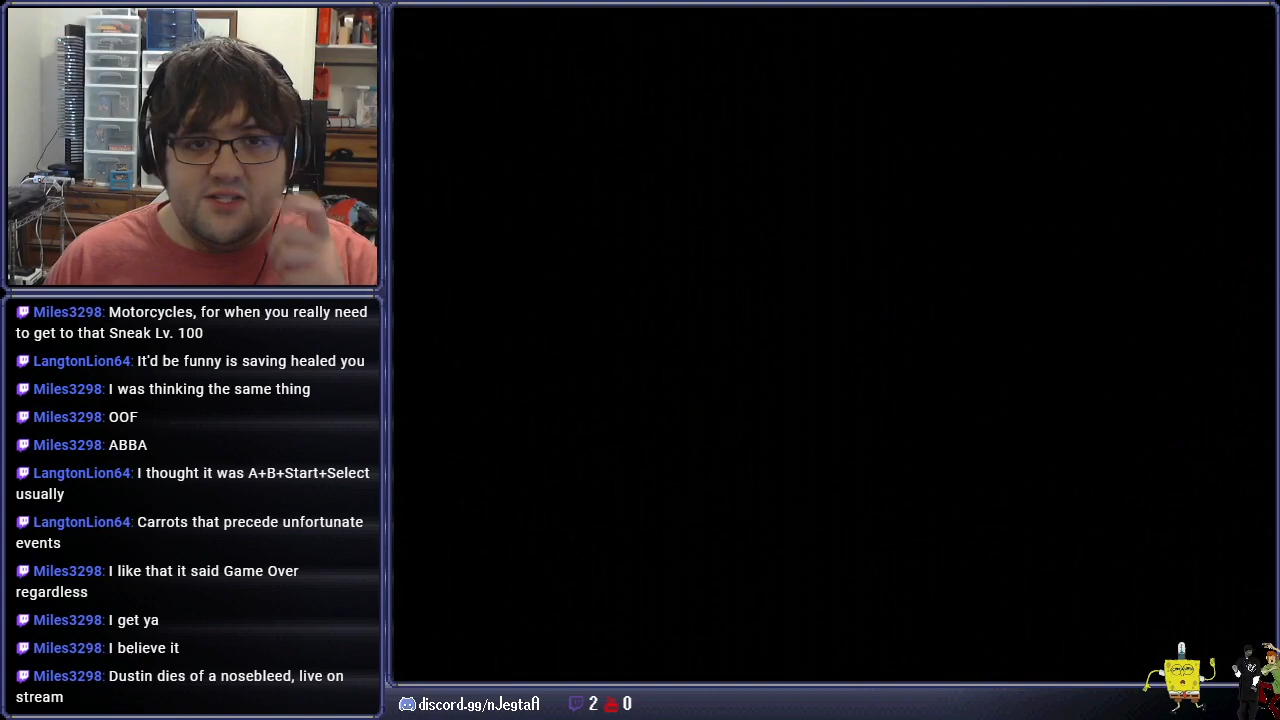 Miles3298: Motorcycles, for when you really need
to get to that Sneak Lv. 100
LangtonLion64: It'd be funny is saving healed you
Miles3298: I was thinking the same thing
Miles3298: OOF
Miles3298: ABBA
LangtonLion64: I thought it was A+B+Start+Select
usually
LangtonLion64: Carrots that precede unfortunate
events
Miles3298: I like that it said Game Over
regardless
Miles3298: I get ya
Miles3298: I believe it
Miles3298: Dustin dies of a nosebleed, live on
stream
discord.gg/nJegtaA 2 0